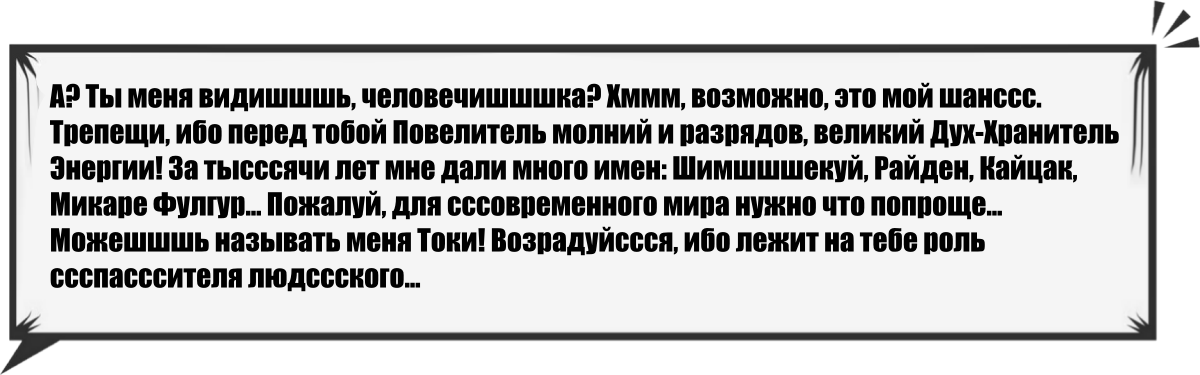 А? Ты меня видишшшь, человечишшшка? Хммм, возможно, это мой шанссс.
Трепещи, ибо перед тобой Повелитель молний и разрядов, великий Дух-Хранитель
Энергии! За тысссячи лет мне дали много имен: Шимшшшекуй, Райден, Кайцак,
Микаре Фулгур... Пожалуй, для сссовременного мира нужно что попроще...
Можешшшь называть меня Токи! Возрадуйссся, ибо лежит на тебе роль
ссспасссителя людссского...